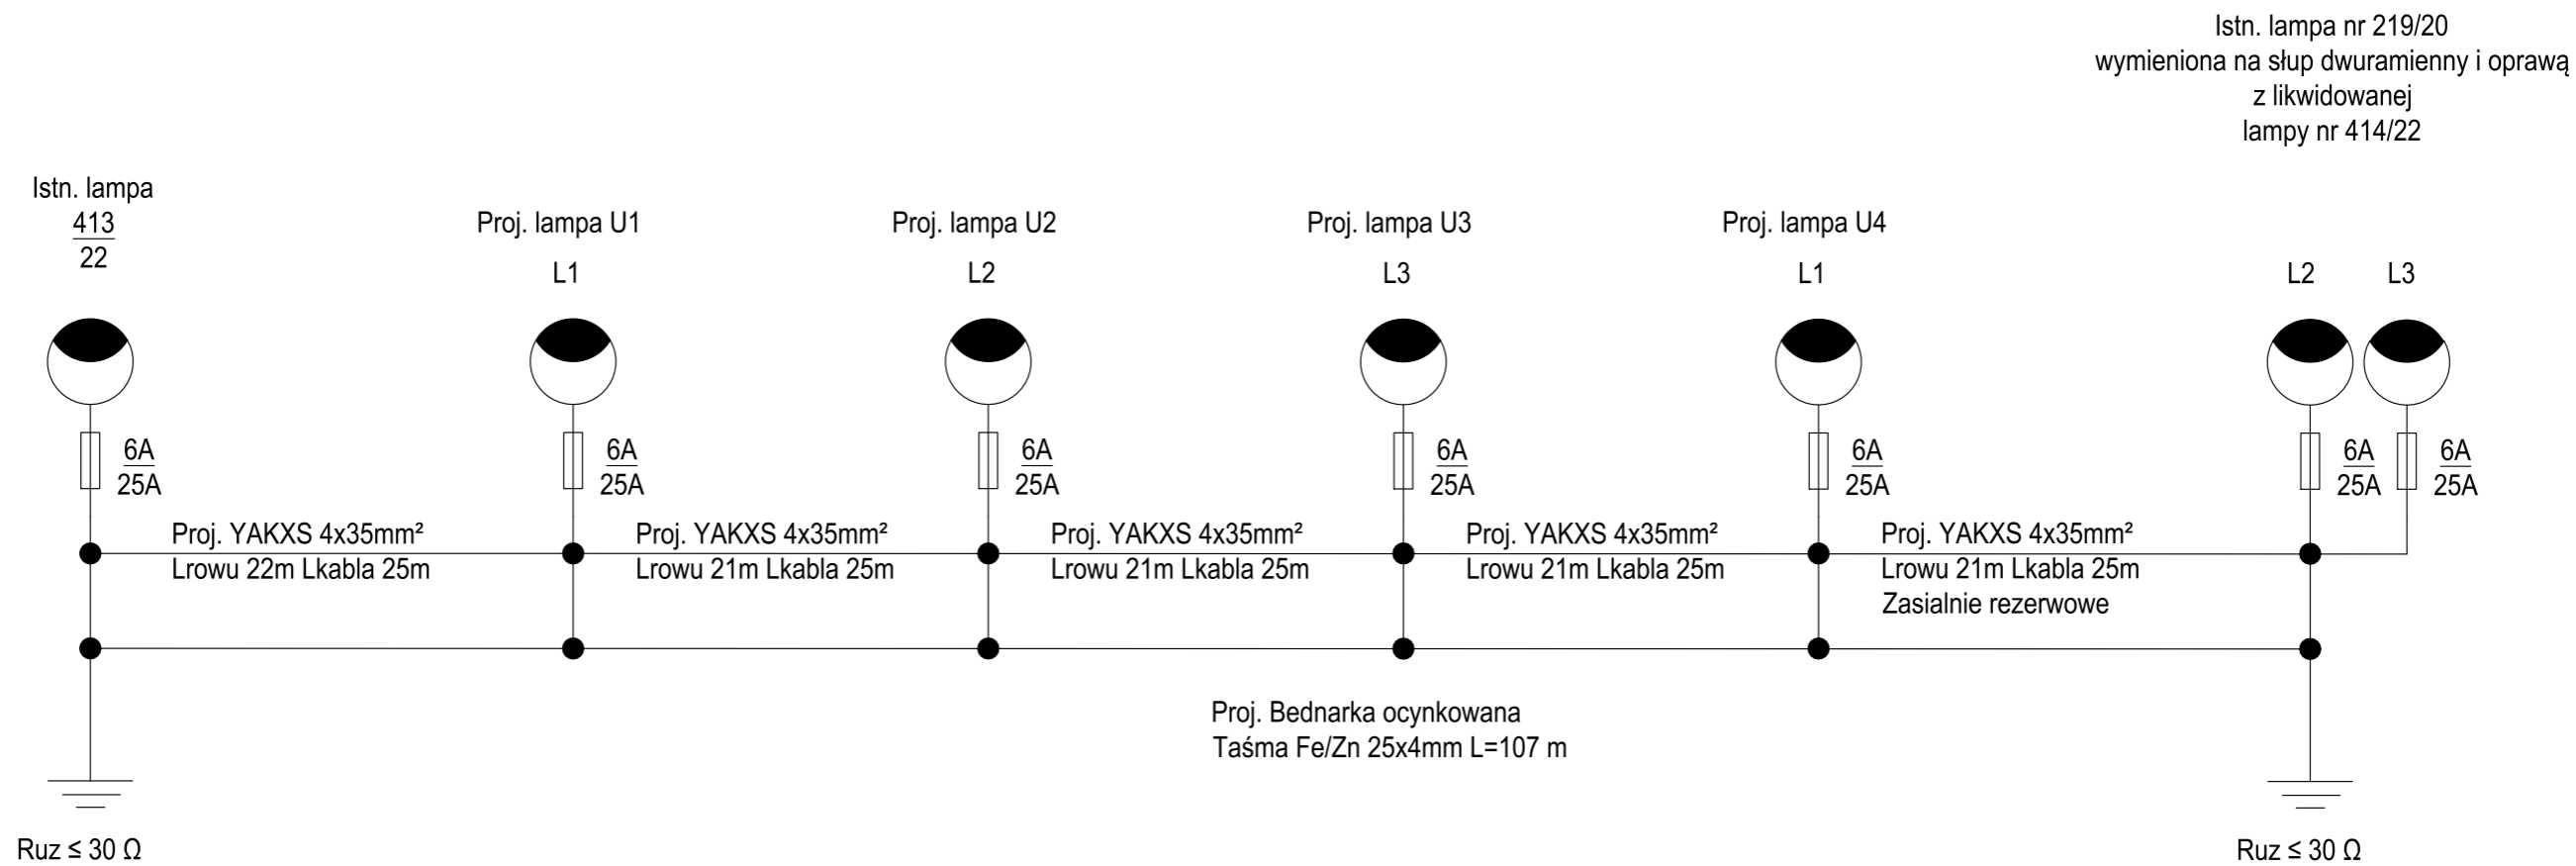 Istn. lampa nr 219/20
wymieniona na słup dwuramienny i oprawą
z likwidowanej
lampy nr 414/22
Istn. lampa
413
22
Proj. lampa U1
L1
Proj. lampa U2
L2
Proj. lampa U3
L3
Proj. lampa U4
L1
L2
L3
6A
25A
6A
25A
6A
25A
6A
25A
6A
25A
6A
25A
6A
25A
Proj. YAKXS 4x35mm²
Lrowu 22m Lkabla 25m
Proj. YAKXS 4x35mm²
Lrowu 21m Lkabla 25m
Proj. YAKXS 4x35mm²
Lrowu 21m Lkabla 25m
Proj. YAKXS 4x35mm²
Lrowu 21m Lkabla 25m
Proj. YAKXS 4x35mm²
Lrowu 21m Lkabla 25m
Zasialnie rezerwowe
Proj. Bednarka ocynkowana
Taśma Fe/Zn 25x4mm L=107 m
Ruz ≤ 30 Ω
Ruz ≤ 30 Ω